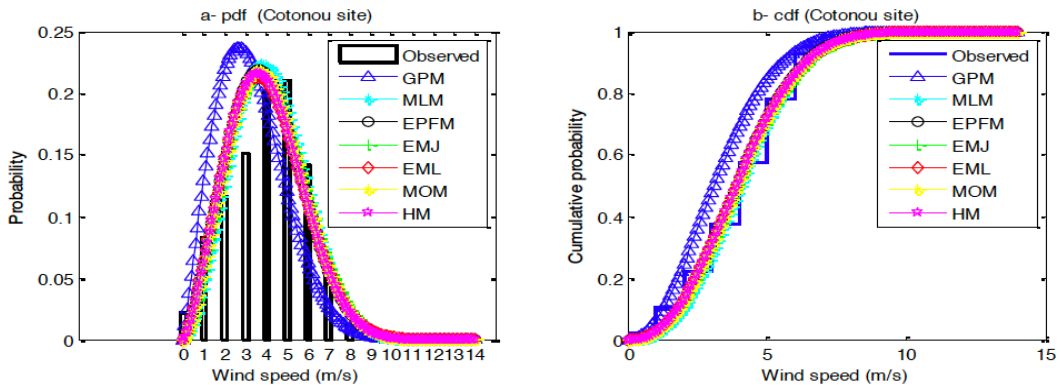 a- pdf (Cotonou site)
0.25
0.2
0.15
0.1
0.05
0
Probability
0 1 2 3 4 5 6 7 8 9 10 11 12 13 14
Wind speed (m/s)
Observed
GPM
MLM
EPFM
EMJ
EML
MOM
HM
b- cdf (Cotonou site)
1
0.8
0.6
0.4
0.2
0
Cumulative probability
0 5 10 15
Wind speed (m/s)
Observed
GPM
MLM
EPFM
EMJ
EML
MOM
HM